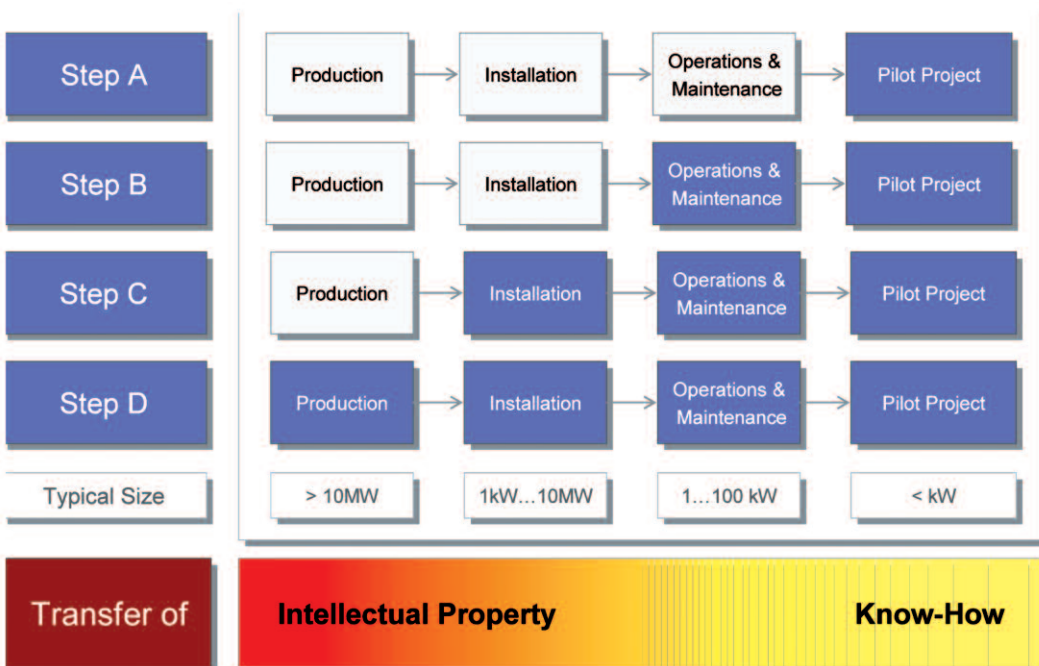 Step A
Production
Installation
Operations &
Maintenance
Pilot Project
Step B
Production
Installation
Operations &
Maintenance
Pilot Project
Step C
Production
Installation
Operations &
Maintenance
Pilot Project
Step D
Production
Installation
Operations &
Maintenance
Pilot Project
Typical Size
> 10MW
1kW…10MW
1…100 kW
< kW
Transfer of
Intellectual Property
Know-How